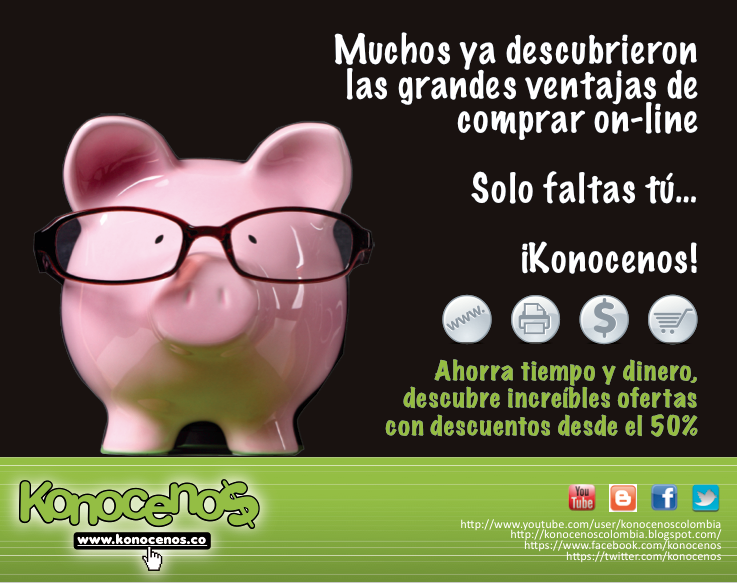 Muchos ya descubrieron
las grandes ventajas de
comprar on-line
Solo faltas tú...
¡Konocenos!
www.
$
Ahorra tiempo y dinero,
descubre increíbles ofertas
con descuentos desde el 50%
Konocenos
www.konocenos.co
You
Tube
http://www.youtube.com/user/konocenoscolombia
http://konocenoscolombia.blogspot.com/
https://www.facebook.com/konocenos
https://twitter.com/konocenos